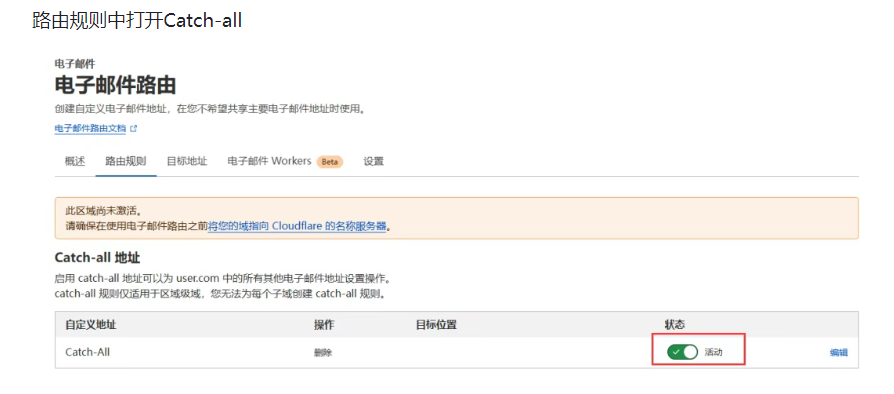 路由规则中打开Catch-all
电子邮件
电子邮件路由
创建自定义电子邮件地址，在您不希望共享主要电子邮件地址时使用。
电子邮件路由文档
概述 路由规则 目标地址 电子邮件 Workers Beta 设置
此区域尚未激活。
请确保在使用电子邮件路由之前将您的域指向 Cloudflare 的名称服务器。
Catch-all 地址
启用 catch-all 地址可以为 user.com 中的所有其他电子邮件地址设置操作。
catch-all 规则仅适用于区域级域，您无法为每个子域创建 catch-all 规则。
自定义地址 操作 目标位置 状态
Catch-All 删除 活动 编辑